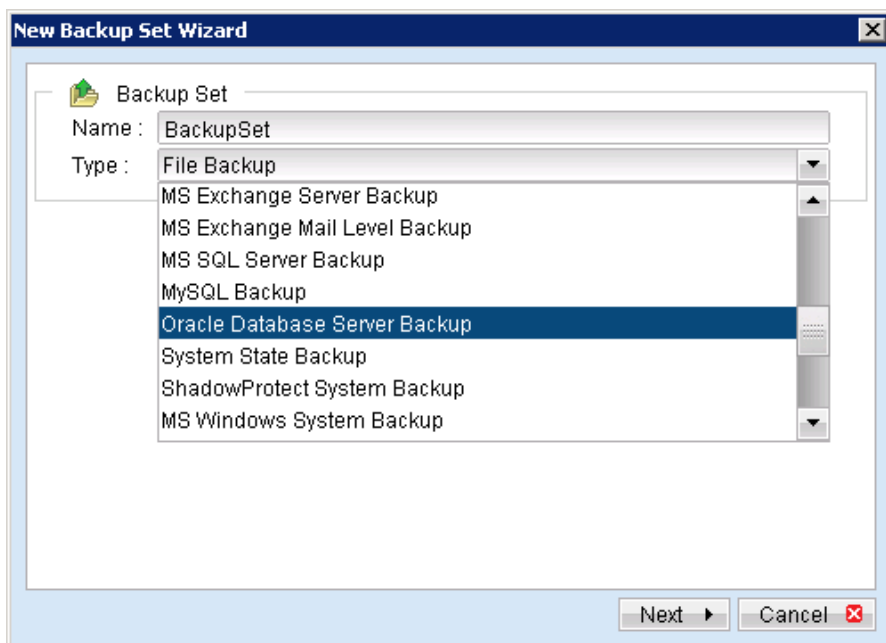 New Backup Set Wizard
Backup Set
Name : BackupSet
Type : File Backup
MS Exchange Server Backup
MS Exchange Mail Level Backup
MS SQL Server Backup
MySQL Backup
Oracle Database Server Backup
System State Backup
ShadowProtect System Backup
MS Windows System Backup
Next Cancel